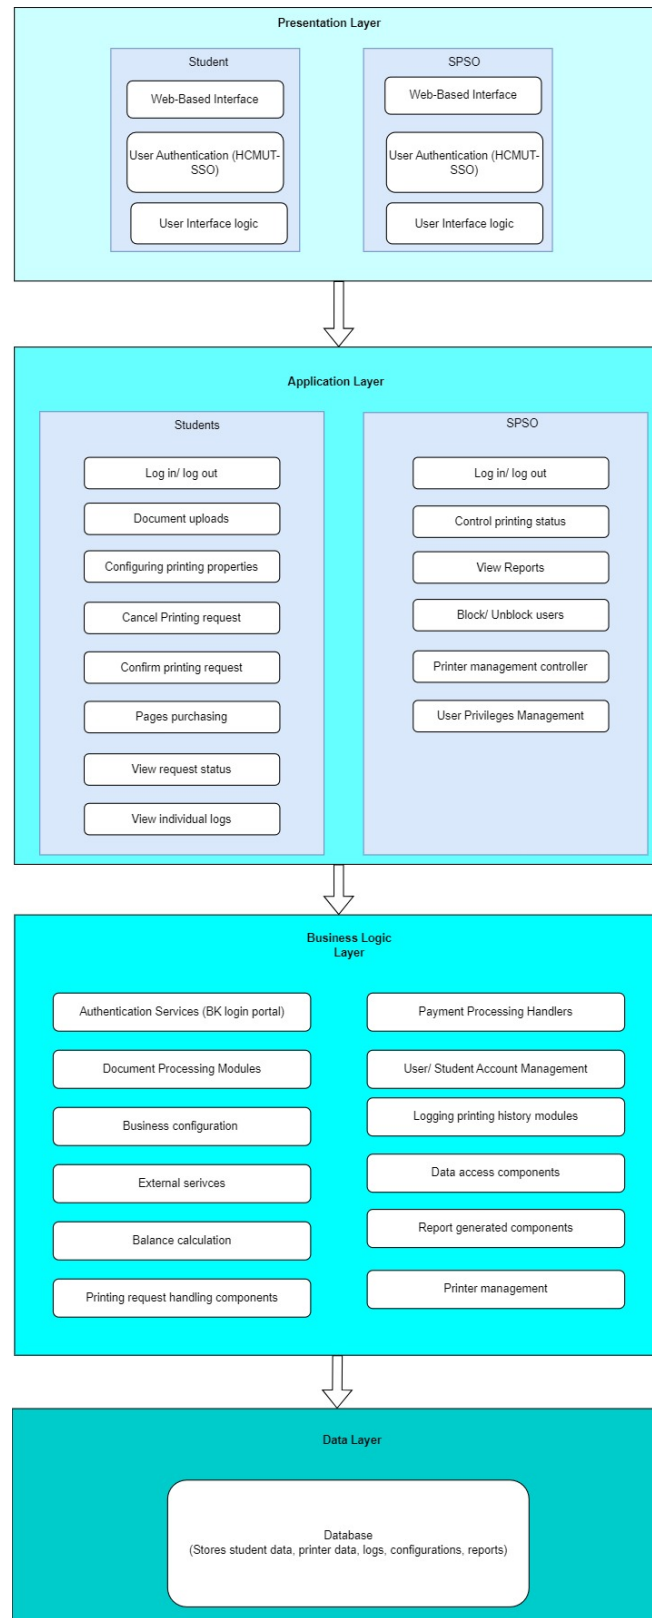 Presentation Layer
Student
Web-Based Interface
User Authentication (HCMUT-
SSO)
User Interface logic
SPSO
Web-Based Interface
User Authentication (HCMUT-
SSO)
User Interface logic
Application Layer
Students
Log in/ log out
Document uploads
Configuring printing properties
Cancel Printing request
Confirm printing request
Pages purchasing
View request status
View individual logs
SPSO
Log in/ log out
Control printing status
View Reports
Block/ Unblock users
Printer management controller
User Privileges Management
Business Logic
Layer
Authentication Services (BK login portal)
Document Processing Modules
Business configuration
External serivces
Balance calculation
Printing request handling components
Payment Processing Handlers
User/ Student Account Management
Logging printing history modules
Data access components
Report generated components
Printer management
Data Layer
Database
(Stores student data, printer data, logs, configurations, reports)